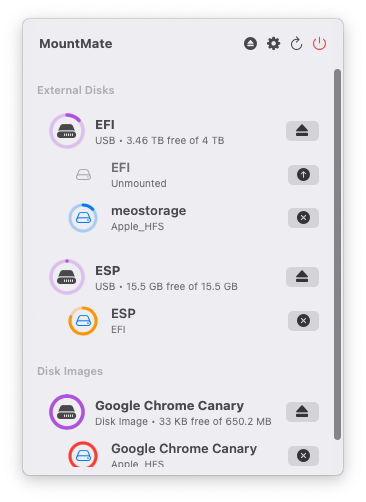 MountMate
External Disks
EFI
USB • 3.46 TB free of 4 TB
EFI
Unmounted
meostorage
Apple_HFS
ESP
USB • 15.5 GB free of 15.5 GB
ESP
EFI
Disk Images
Google Chrome Canary
Disk Image • 33 KB free of 650.2 MB
Google Chrome Canary
Apple_HFS